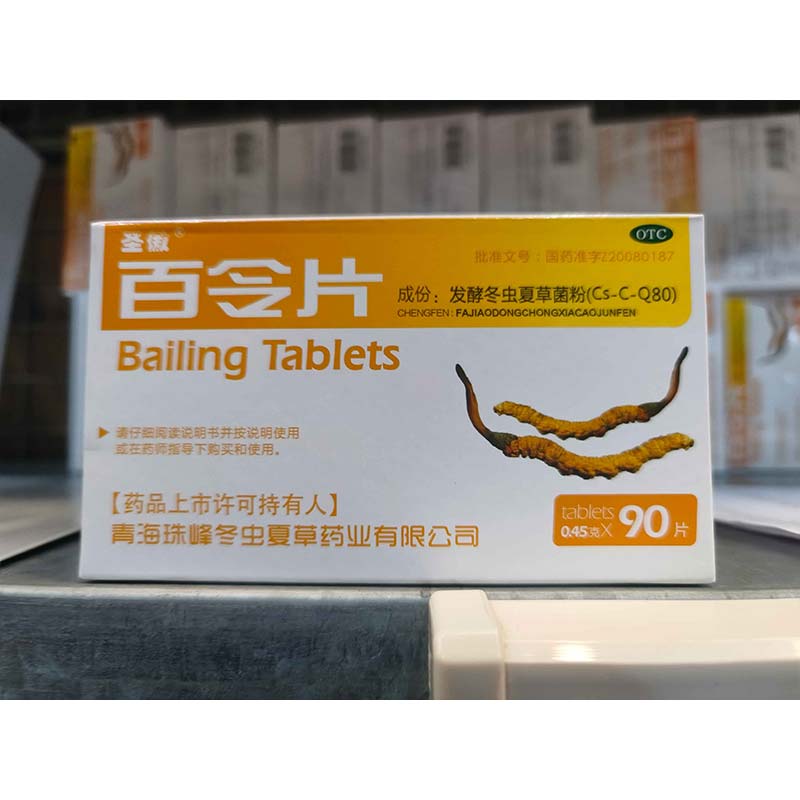 圣傲®
OTC
批准文号：国药准字Z20080187
百令片
成份：发酵冬虫夏草菌粉(Cs-C-Q80)
CHENGFEN : FAJIAODONGCHONGXIACAOJUNFEN
Bailing Tablets
▶ 请仔细阅读说明书并按说明使用
或在药师指导下购买和使用。
【药品上市许可持有人】
青海珠峰冬虫夏草药业有限公司
tablets
0.45克X 90片